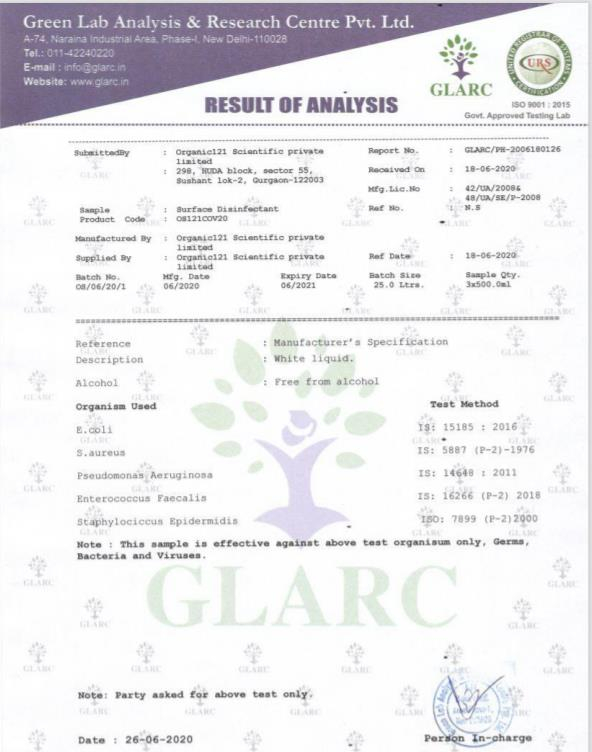 Green Lab Analysis & Research Centre Pvt. Ltd.
A-74, Naraina Industrial Area, Phase-I, New Delhi-110028
Tel.: 011-42240220
E-mail : info@glarc.in
Website: www.glarc.in
GLARC
UNITED REGISTRAR OF SYSTEMS
URS
CERTIFICATION
ISO 9001 : 2015
Govt. Approved Testing Lab
RESULT OF ANALYSIS
SubmittedBy : Organic121 Scientific private Report No. : GLARC/PH-2006180126
limited
: 298, HUDA block, sector 55, Received On : 18-06-2020
Sushant lok-2, Gurgaon-122003
Mfg.Lic.No : 42/UA/2008&
48/UA/SE/P-2008
Sample : Surface Disinfectant Ref No. : N.S
Product Code : OS121COV20
Manufactured By : Organic121 Scientific private
limited
Supplied By : Organic121 Scientific private Ref Date : 18-06-2020
limited
Batch No. Mfg. Date Expiry Date Batch Size Sample Qty.
OS/06/20/1 06/2020 06/2021 25.0 Ltrs. 3x500.0ml
Reference : Manufacturer's Specification
Description : White liquid.
Alcohol : Free from alcohol
Organism Used Test Method
E.coli IS: 15185 : 2016
S.aureus IS: 5887 (P-2)-1976
Pseudomonas Aeruginosa IS: 14648 : 2011
Enterococcus Faecalis IS: 16266 (P-2) 2018
Staphylociccus Epidermidis ISO: 7899 (P-2)2000
Note : This sample is effective against above test organisum only, Germs,
Bacteria and Viruses.
GLARC
Note: Party asked for above test only.
Date : 26-06-2020 Person In-charge